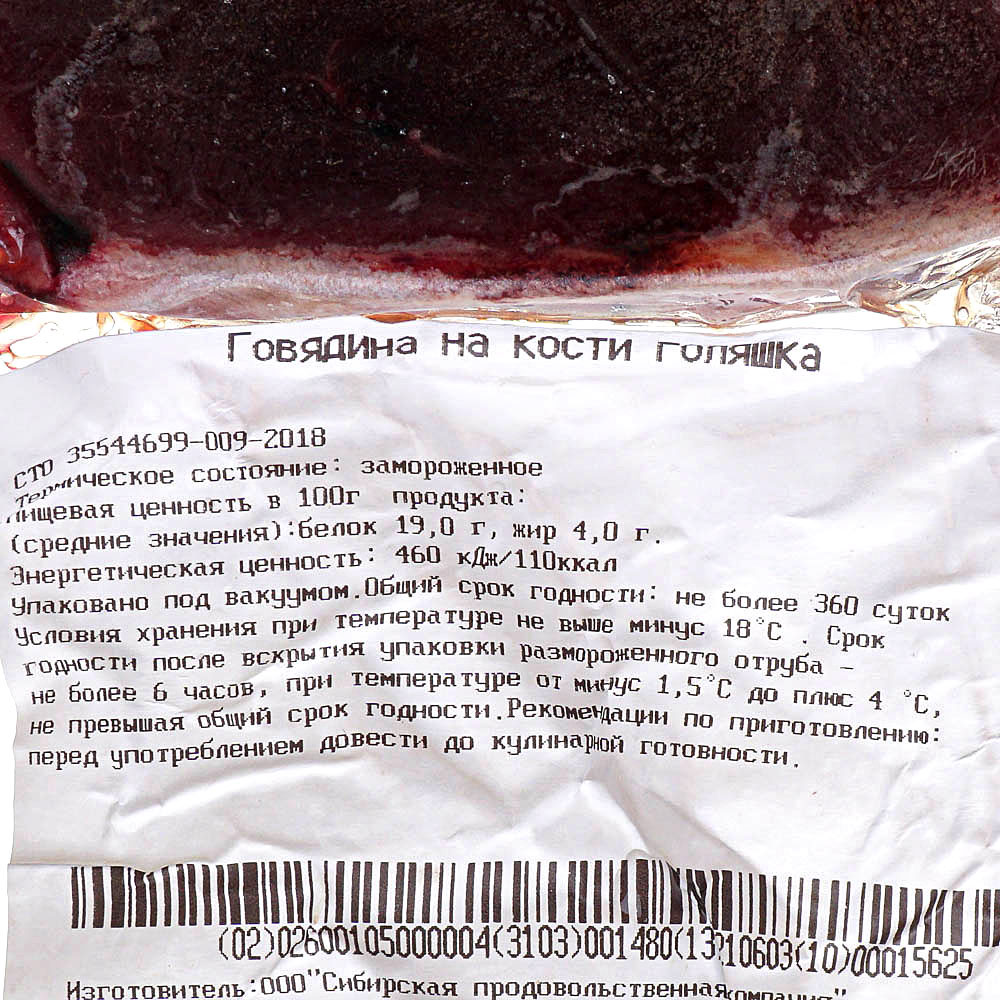 Говядина на кости голяшка
СТО 35544699-009-2018
Термическое состояние: замороженное
Пищевая ценность в 100г продукта:
(средние значения):белок 19,0 г, жир 4,0 г.
Энергетическая ценность: 460 кДж/110ккал
Упаковано под вакуумом.Общий срок годности: не более 360 суток
Условия хранения при температуре не выше минус 18°С . Срок
годности после вскрытия упаковки размороженного отруба –
не более 6 часов, при температуре от минус 1,5°С до плюс 4 °С,
не превышая общий срок годности.Рекомендации по приготовлению:
перед употреблением довести до кулинарной готовности.
(02)02600105000004(3103)001480(13)210603(10)00015625
Изготовитель:ООО"Сибирская продовольственная компания"